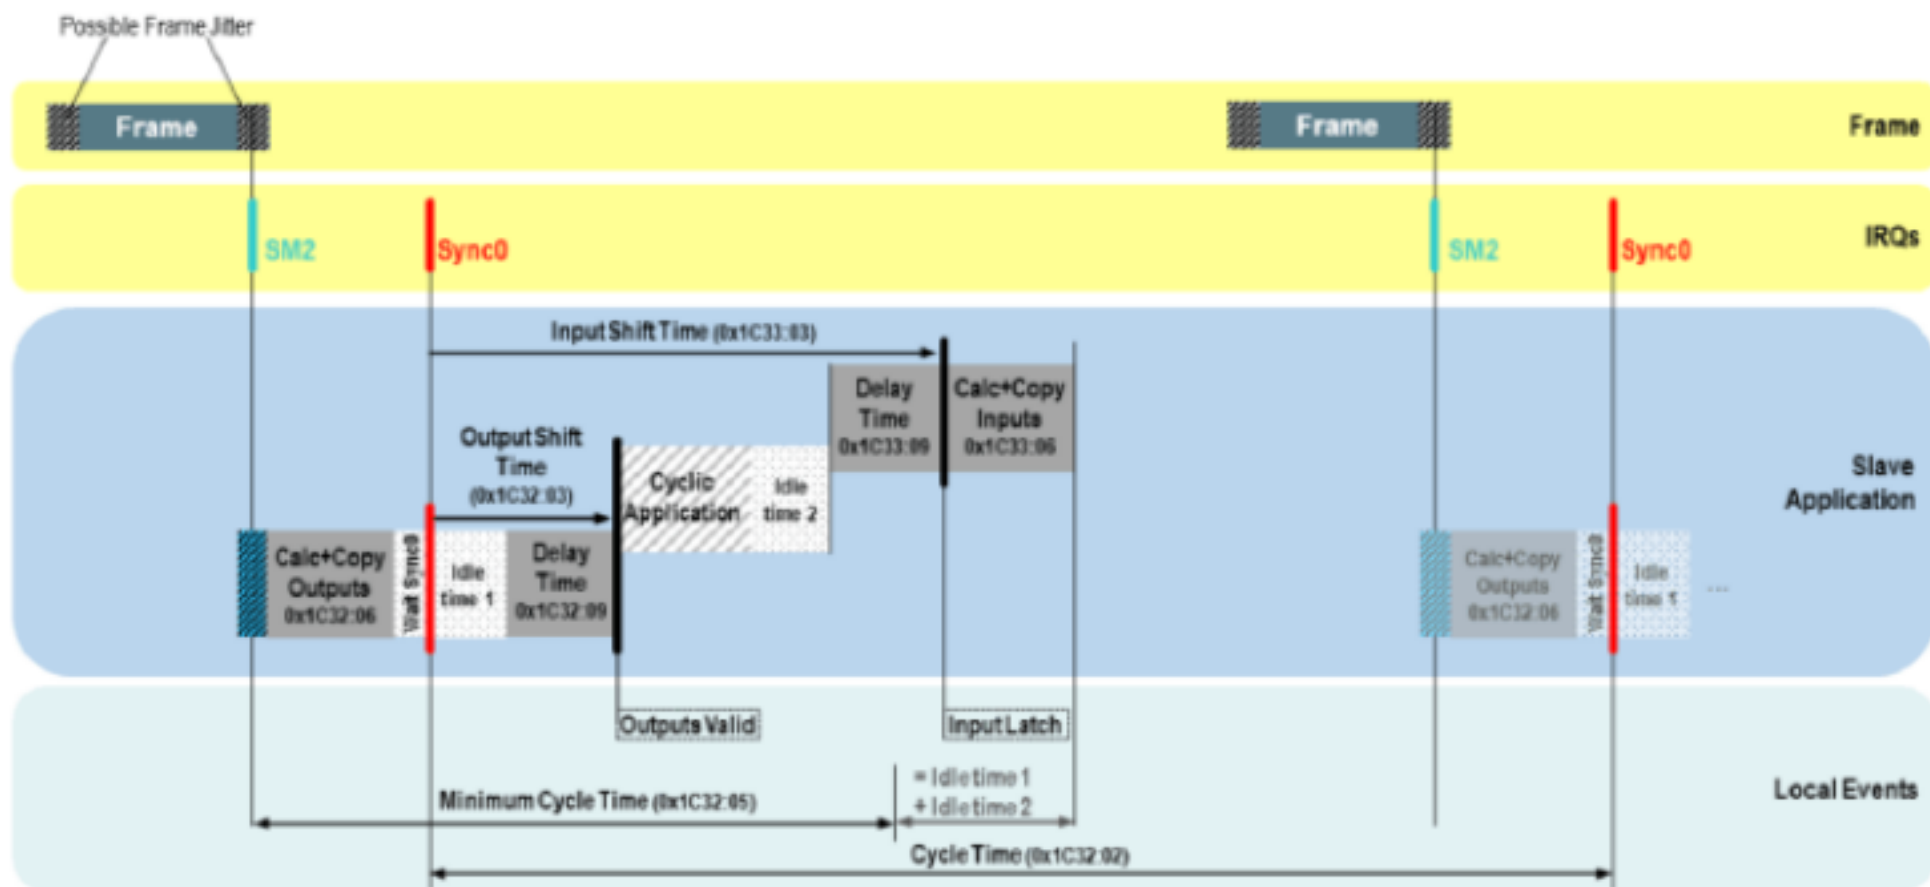 Possible Frame Jitter
Frame
Frame
Frame
SM2
Sync0
SM2
Sync0
IRQs
Input Shift Time (0x1C33:03)
Delay
Time
0x1C33:09
Calc+Copy
Inputs
0x1C33:06
Output Shift
Time
(0x1C32:03)
Cyclic
Application
Idle
time 2
Slave
Application
Calc+Copy
Outputs
0x1C32:06
Wait Sync0
Idle
time 1
Delay
Time
0x1C32:09
Calc+Copy
Outputs
0x1C32:06
Wait Sync0
Idle
time 1
...
Outputs Valid
Input Latch
Minimum Cycle Time (0x1C32:05)
= Idle time 1
+ Idle time 2
Local Events
Cycle Time (0x1C32:02)